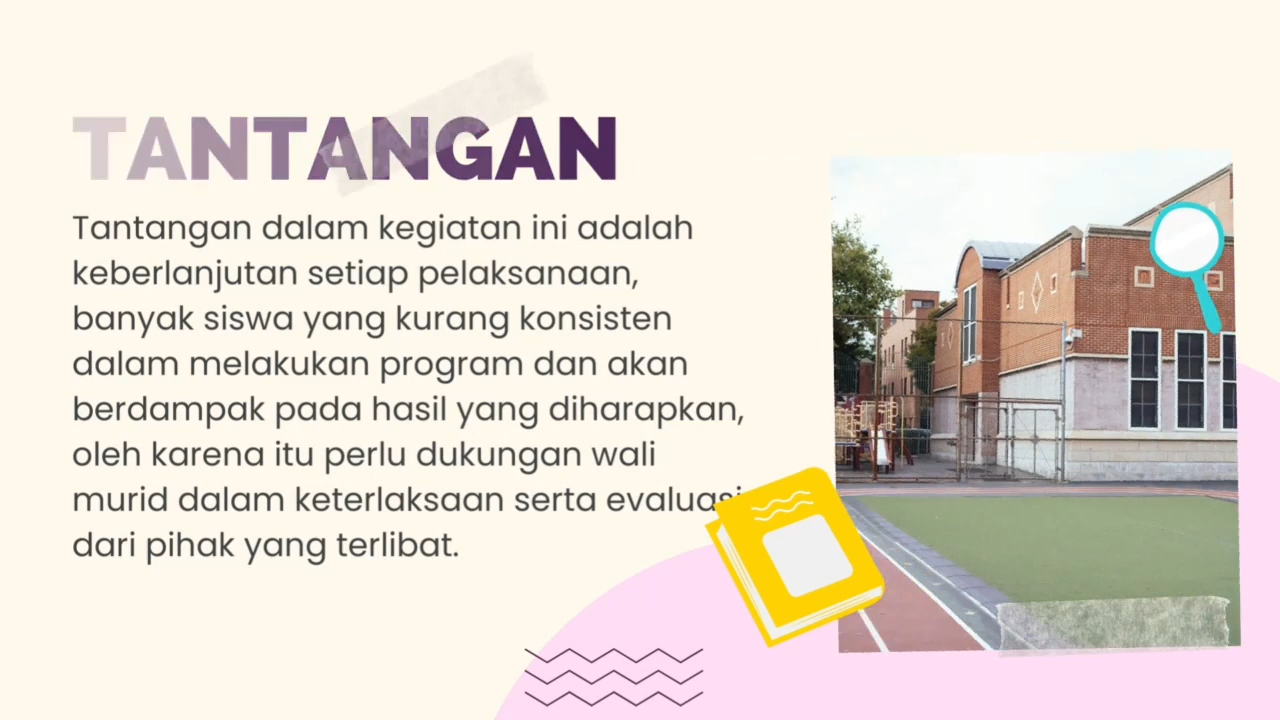 TANTANGAN
Tantangan dalam kegiatan ini adalah
keberlanjutan setiap pelaksanaan,
banyak siswa yang kurang konsisten
dalam melakukan program dan akan
berdampak pada hasil yang diharapkan,
oleh karena itu perlu dukungan wali
murid dalam keterlaksaan serta evaluasi
dari pihak yang terlibat.